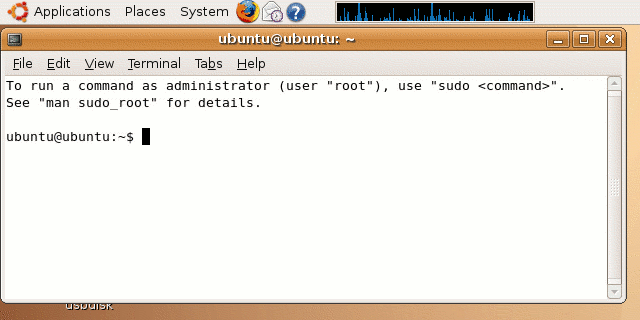 Applications Places System
ubuntu@ubuntu: ~
File Edit View Terminal Tabs Help
To run a command as administrator (user "root"), use "sudo <command>".
See "man sudo_root" for details.
ubuntu@ubuntu:~$
usbdisk